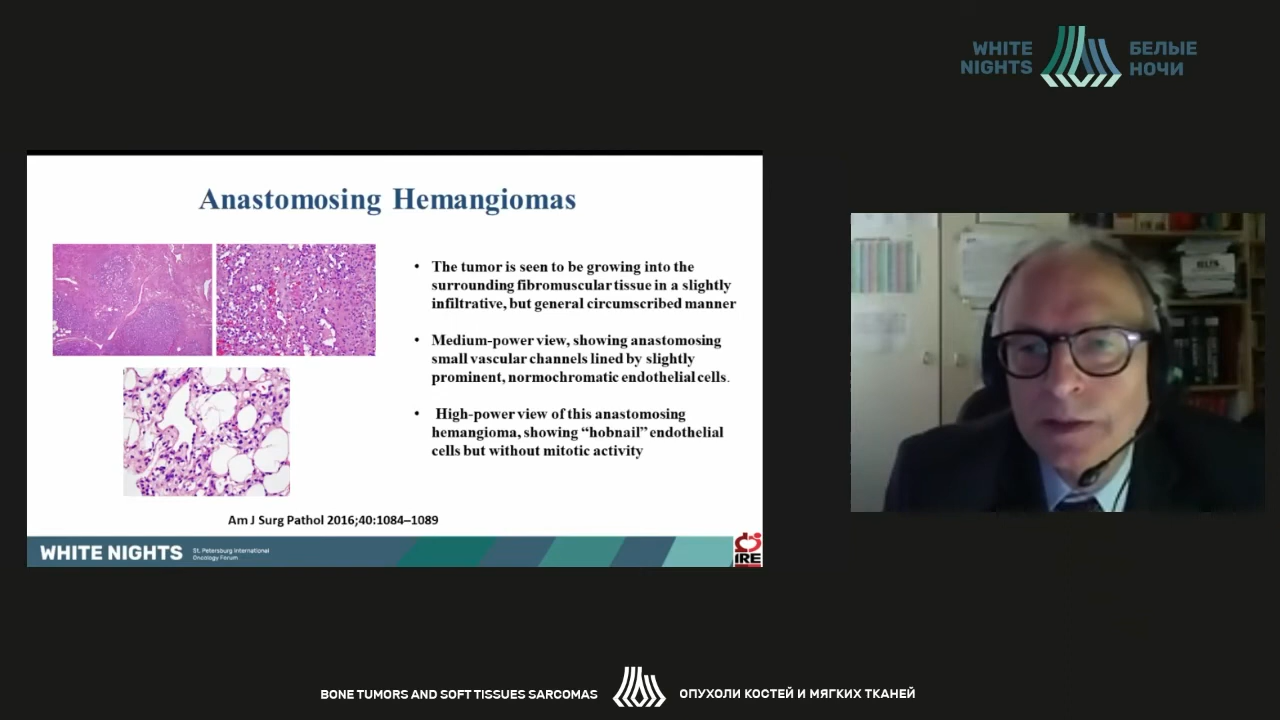 WHITE NIGHTS
БЕЛЫЕ НОЧИ
Anastomosing Hemangiomas
• The tumor is seen to be growing into the
surrounding fibromuscular tissue in a slightly
infiltrative, but general circumscribed manner
• Medium-power view, showing anastomosing
small vascular channels lined by slightly
prominent, normochromatic endothelial cells.
• High-power view of this anastomosing
hemangioma, showing “hobnail” endothelial
cells but without mitotic activity
Am J Surg Pathol 2016;40:1084–1089
WHITE NIGHTS
St. Petersburg International
Oncology Forum
IRE
IELTS
BONE TUMORS AND SOFT TISSUES SARCOMAS
ОПУХОЛИ КОСТЕЙ И МЯГКИХ ТКАНЕЙ